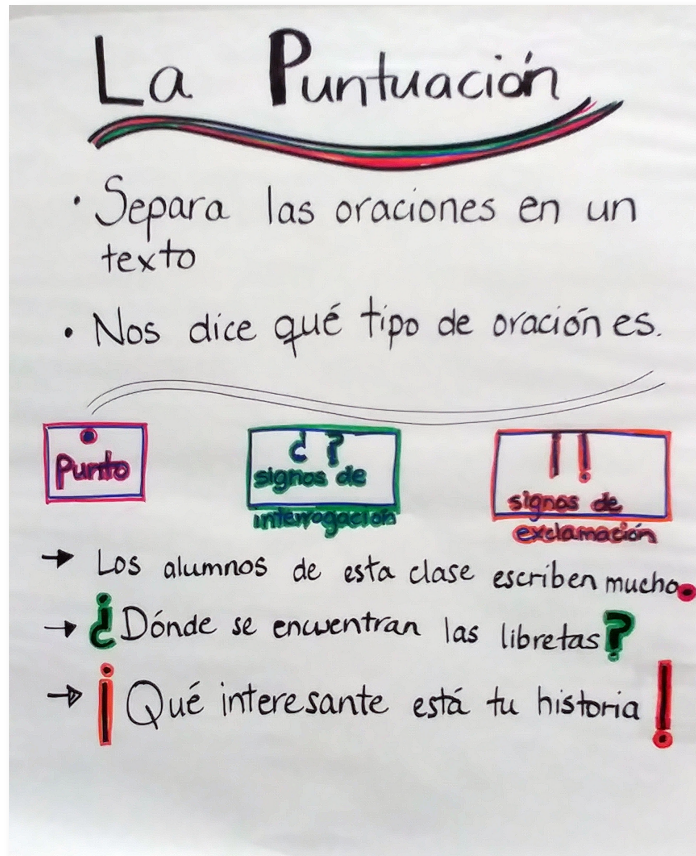 La Puntuación
· Separa las oraciones en un
texto
· Nos dice qué tipo de oración es.
Punto
¿ ?
signos de
interrogación
¡ !
signos de
exclamación
→ Los alumnos de esta clase escriben mucho.
→ ¿Dónde se encuentran las libretas?
→ ¡Qué interesante está tu historia!